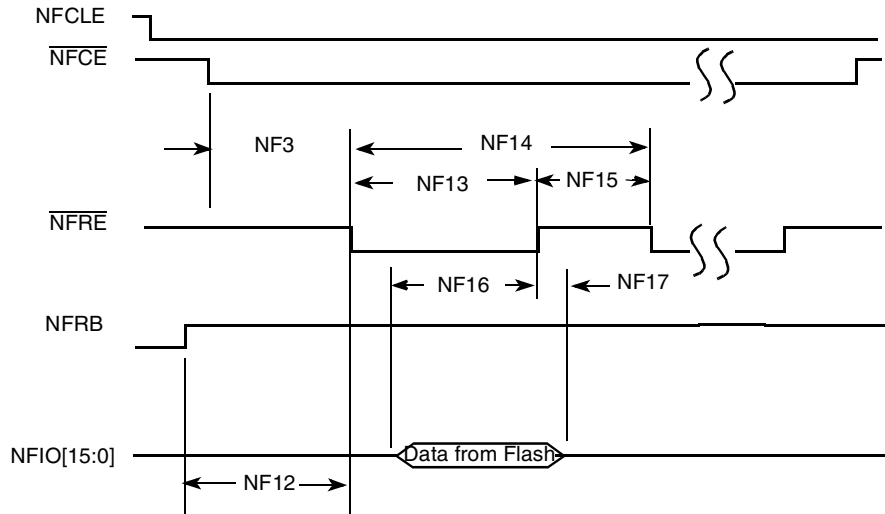 NFCLE
NFCE
NF3
NF14
NF13
NF15
NFRE
NF16
NF17
NFRB
NFIO[15:0]
Data from Flash
NF12